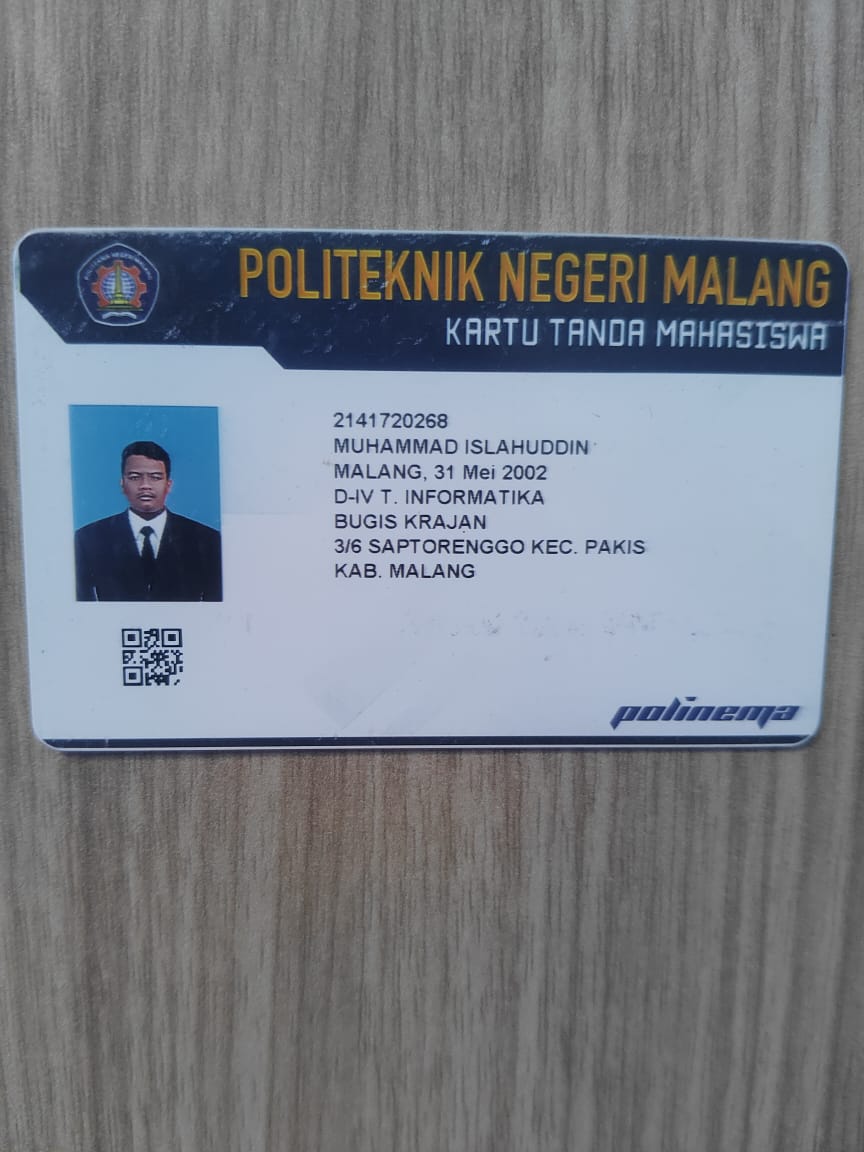 POLITEKNIK NEGERI MALANG
KARTU TANDA MAHASISWA
2141720268
MUHAMMAD ISLAHUDDIN
MALANG, 31 Mei 2002
D-IV T. INFORMATIKA
BUGIS KRAJAN
3/6 SAPTORENGGO KEC. PAKIS
KAB. MALANG
polinema